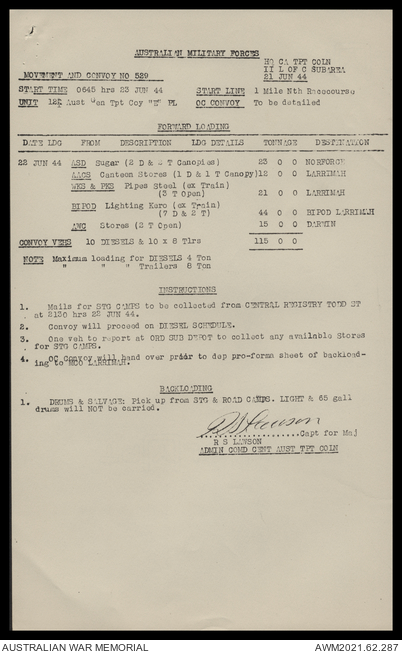 AUSTRALIAN MILITARY FORCES
HQ CA TPT COLN
II L OF C SUBAREA
MOVEMENT AND CONVOY NO 529 21 JUN 44
START TIME 0645 hrs 23 JUN 44 START LINE 1 Mile Nth Racecourse
UNIT Aust Gen Tpt Coy "E" PL OC CONVOY To be detailed
FORWARD LOADING
DATE LDG FROM DESCRIPTION LDG DETAILS TONNAGE DESTINATION
22 JUN 44 ASD Sugar (2 D & 3 T Canopies) 23 0 0 NORFORCE
AACS Canteen Stores (1 D & 1 T Canopy) 12 0 0 LARRIMAH
WKS & PKS Pipes Steel (ex Train)
(3 T Open) 21 0 0 LARRIMAH
BIPOD Lighting Kero (ex Train)
(7 D & 2 T) 44 0 0 BIPOD LARRIMAH
AWC Stores (2 T Open) 15 0 0 DARWIN
CONVOY VEHS 10 DIESELS & 10 x 8 Tlrs 115 0 0
NOTE Maximum loading for DIESELS 4 Ton
" " " Trailers 8 Ton
INSTRUCTIONS
1. Mails for STG CAMPS to be collected from CENTRAL REGISTRY TODD ST
at 2130 hrs 22 JUN 44.
2. Convoy will proceed on DIESEL SCHEDULE.
3. One veh to report at ORD SUB DEPOT to collect any available Stores
for STG CAMPS.
4. OC Convoy will hand over prior to dep pro-forma sheet of backload-
ing to MOO LARRIMAH.
BACKLOADING
1. DRUMS & SALVAGE: Pick up from STG & ROAD CAMPS. LIGHT & 65 gall
drums will NOT be carried.
R S Lawson
....................Capt for Maj
R S LAWSON
ADMIN COMD CENT AUST TPT COLN
AUSTRALIAN WAR MEMORIAL AWM2021.62.287